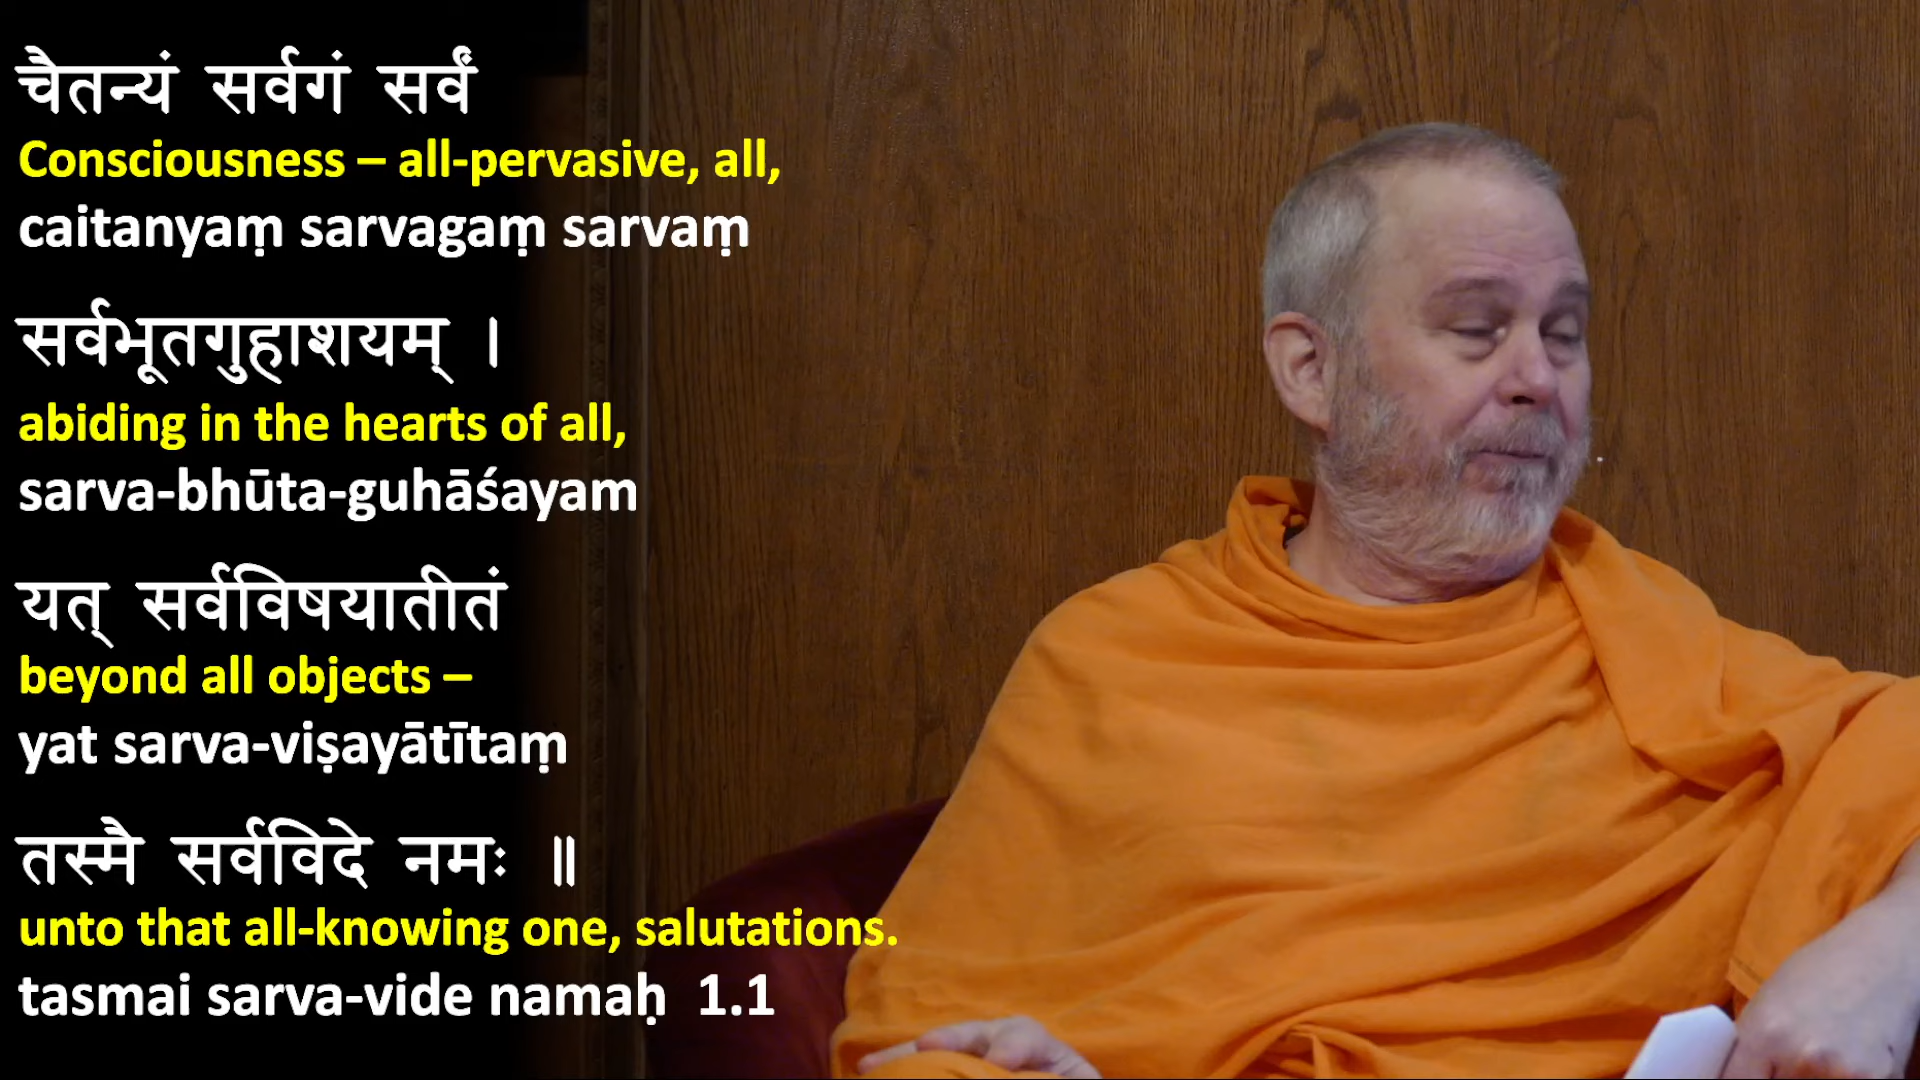 चैतन्यं सर्वगं सर्वं
Consciousness – all-pervasive, all,
caitanyaṃ sarvagaṃ sarvaṃ
सर्वभूतगुहाशयम् ।
abiding in the hearts of all,
sarva-bhūta-guhāśayam
यत् सर्वविषयातीतं
beyond all objects –
yat sarva-viṣayātītaṃ
तस्मै सर्वविदे नमः ॥
unto that all-knowing one, salutations.
tasmai sarva-vide namaḥ 1.1